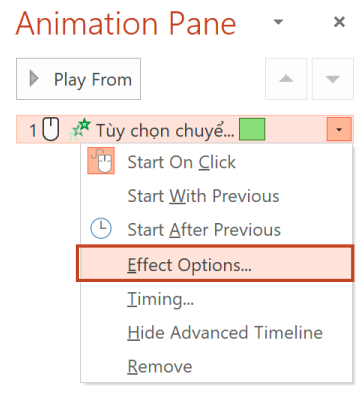 Animation Pane
Play From
1 Tùy chọn chuyể...
Start On Click
Start With Previous
Start After Previous
Effect Options...
Timing...
Hide Advanced Timeline
Remove